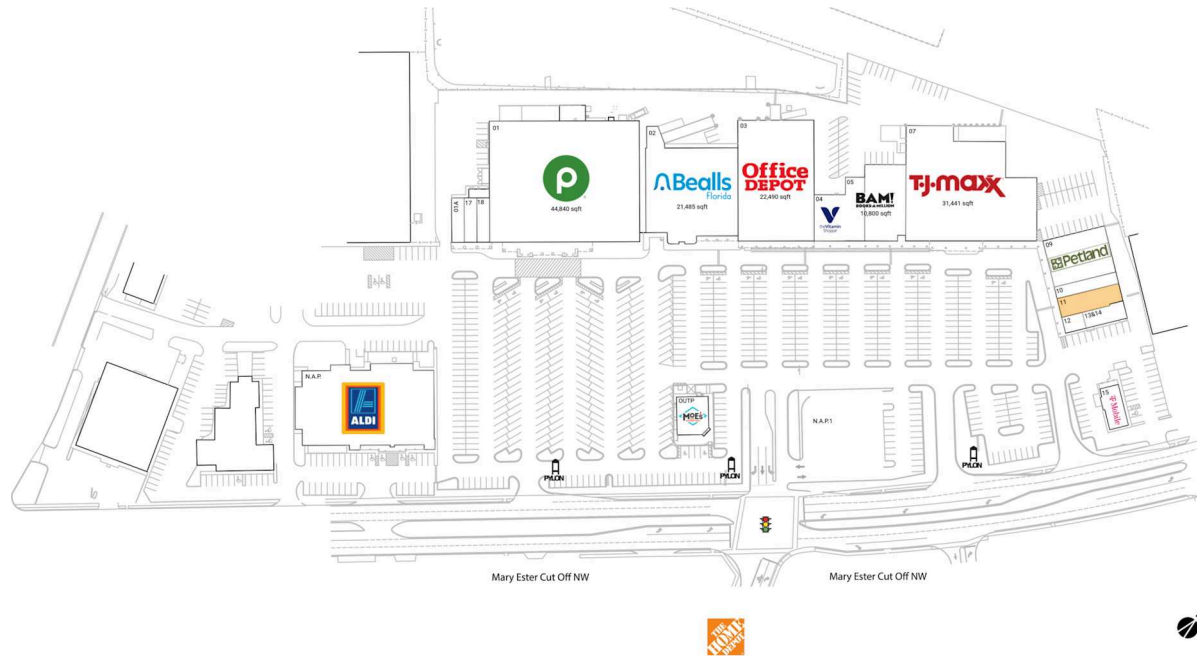 01
P
44,840 sqft
01A
17
18
02
Bealls
Florida
21,485 sqft
03
Office
DEPOT
22,490 sqft
04
V
the Vitamin
Shoppe
05
BAM!
BOOKS-A-MILLION
10,800 sqft
07
T·J·maxx
31,441 sqft
09
Petland
10
11
12
13&14
15
T Mobile
N.A.P.
ALDI
OUTP
MOE's
N.A.P.1
PYLON
PYLON
PYLON
Mary Ester Cut Off NW
Mary Ester Cut Off NW
THE
HOME
DEPOT